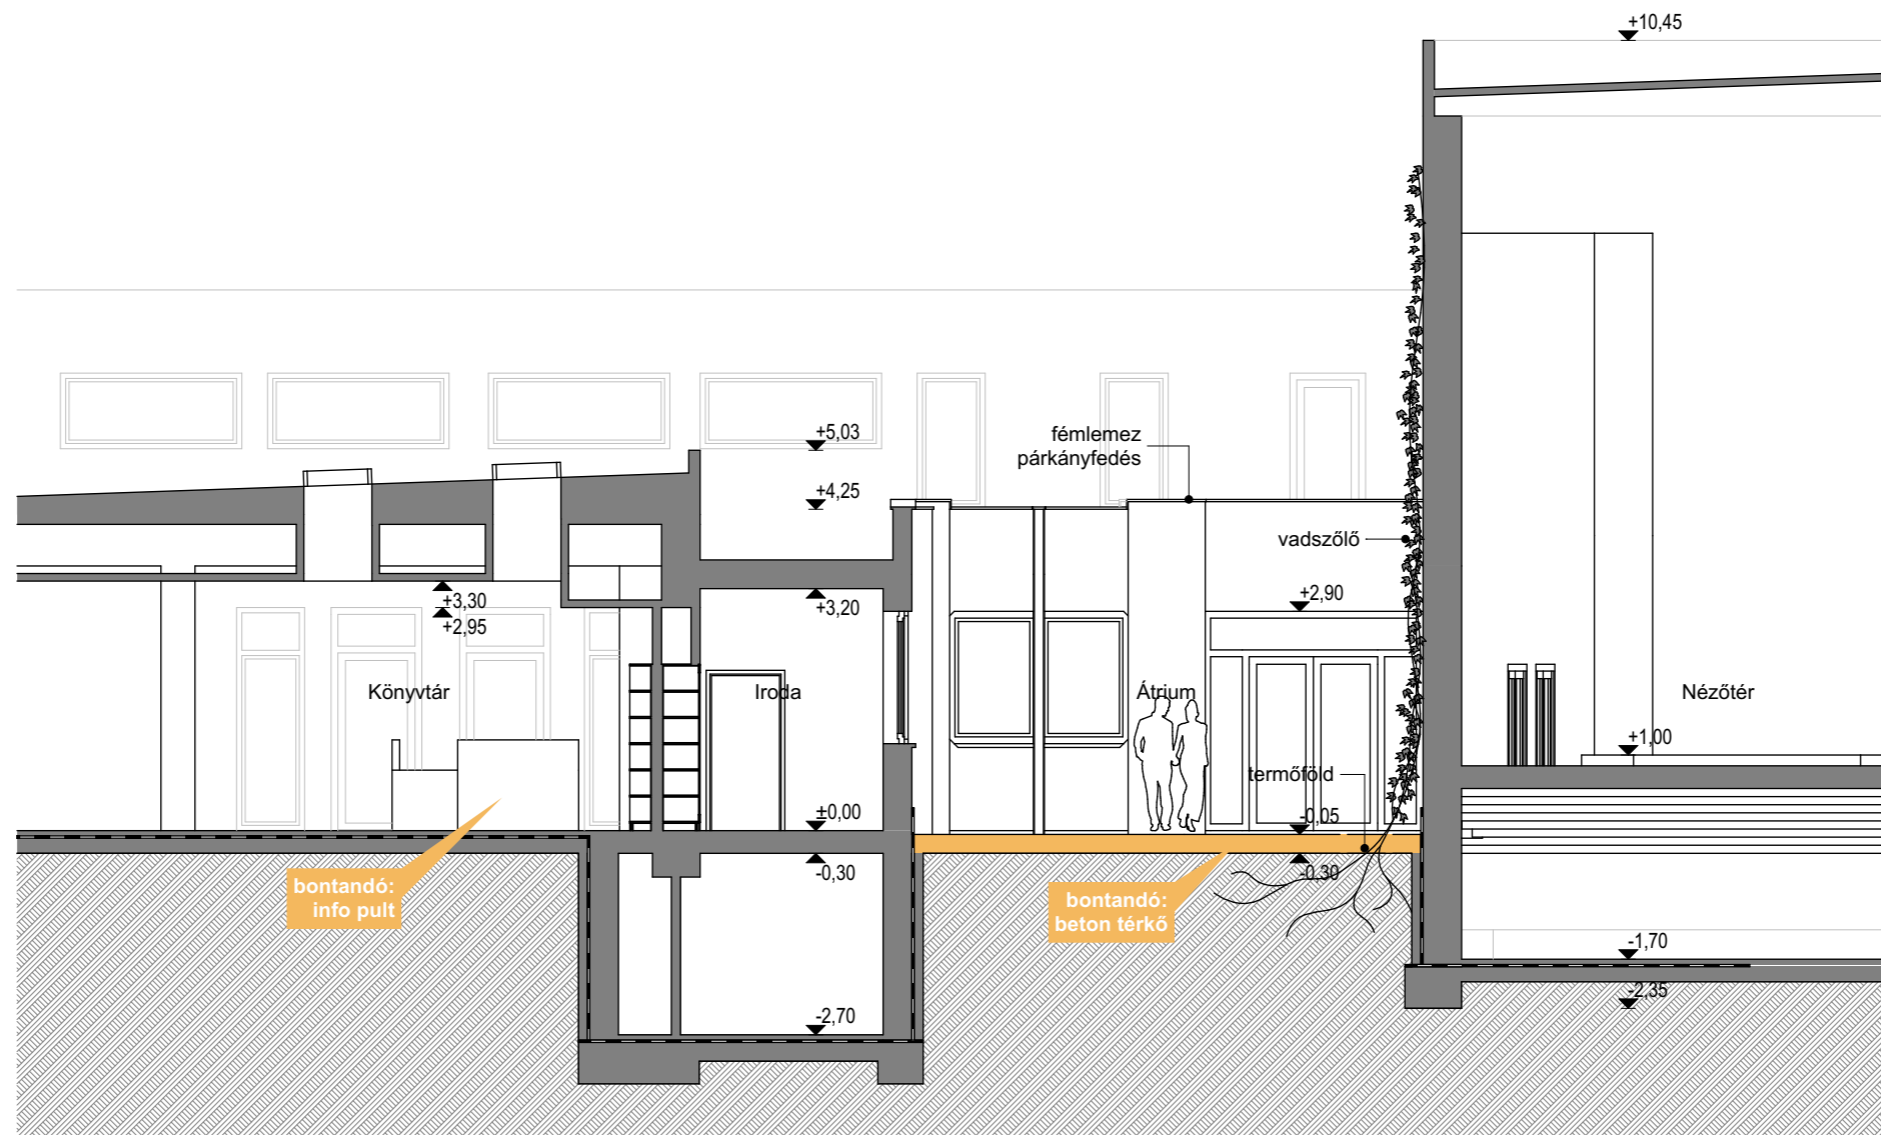 +10,45
+5,03
fémlemez
párkányfedés
+4,25
vadszőlő
+3,30
+2,95
+3,20
+2,90
Könyvtár
Iroda
Átrium
Nézőtér
+1,00
termőföld
±0,00
-0,05
-0,30
-0,30
bontandó:
info pult
bontandó:
beton térkő
-1,70
-2,35
-2,70